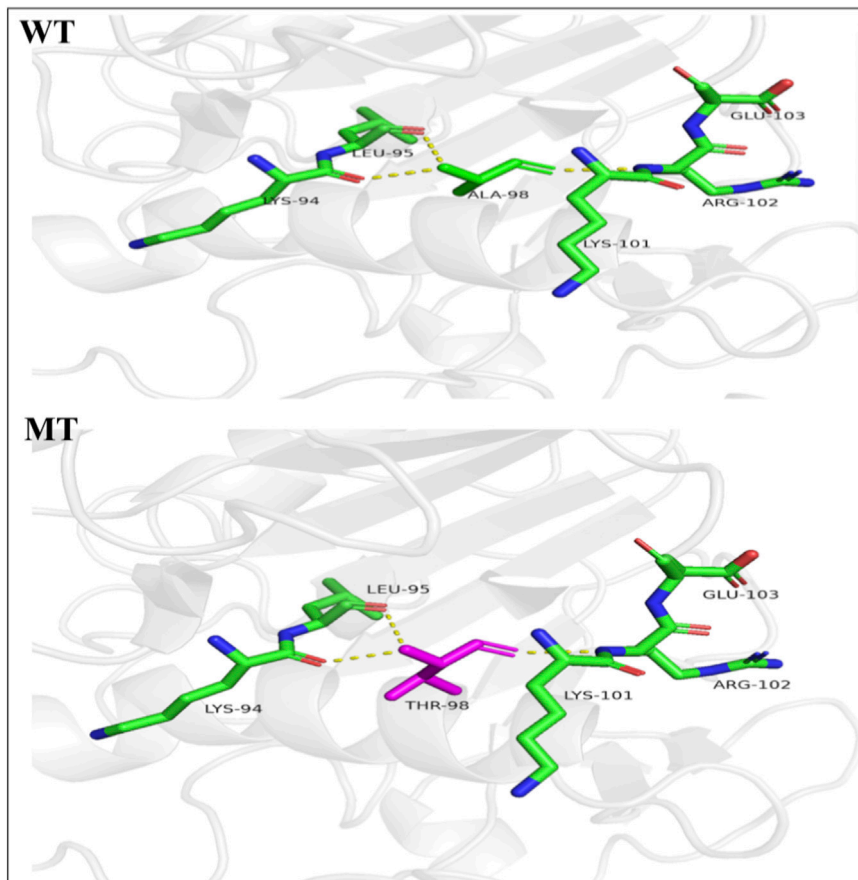 WT
GLU-103
LEU-95
LYS-94
ALA-98
ARG-102
LYS-101
MT
LEU-95
GLU-103
LYS-94
THR-98
LYS-101
ARG-102